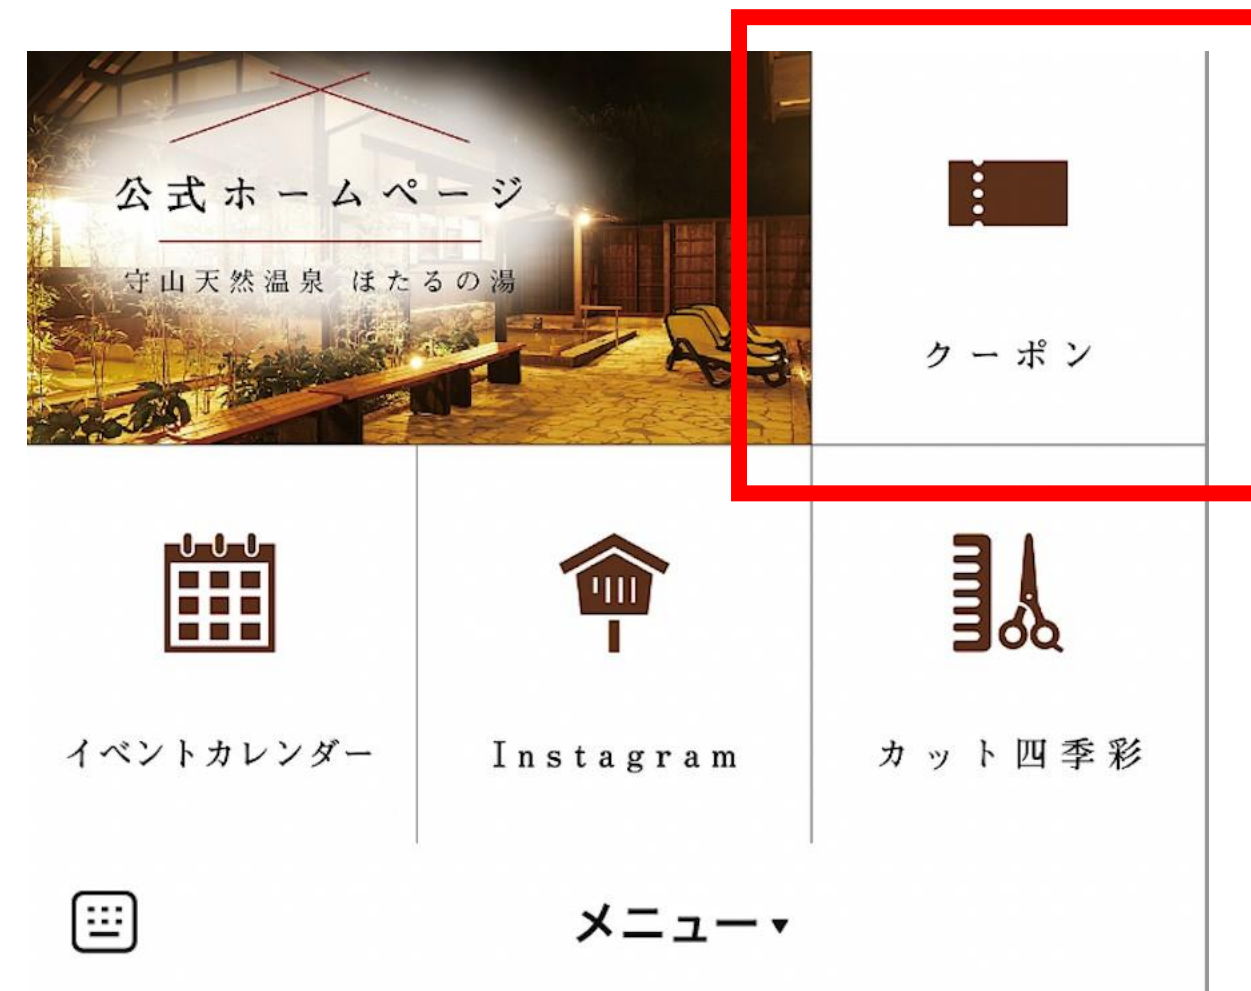 公式ホームページ
守山天然温泉 ほたるの湯
クーポン
イベントカレンダー
Instagram
カット四季彩
メニュー▼